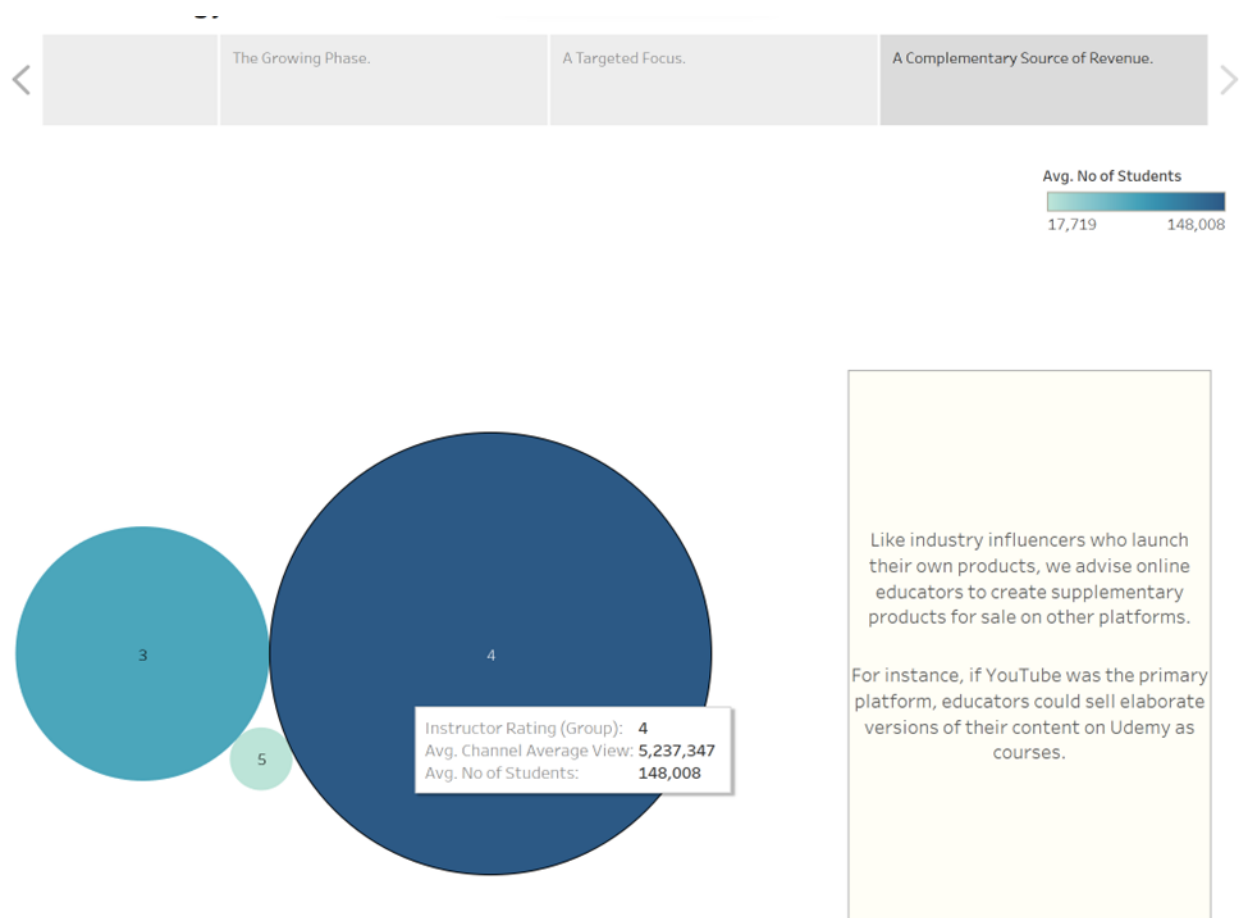 The Growing Phase.
A Targeted Focus.
A Complementary Source of Revenue.
Avg. No of Students
17,719 148,008
3
4
5
Instructor Rating (Group): 4
Avg. Channel Average View: 5,237,347
Avg. No of Students: 148,008
Like industry influencers who launch
their own products, we advise online
educators to create supplementary
products for sale on other platforms.
For instance, if YouTube was the primary
platform, educators could sell elaborate
versions of their content on Udemy as
courses.